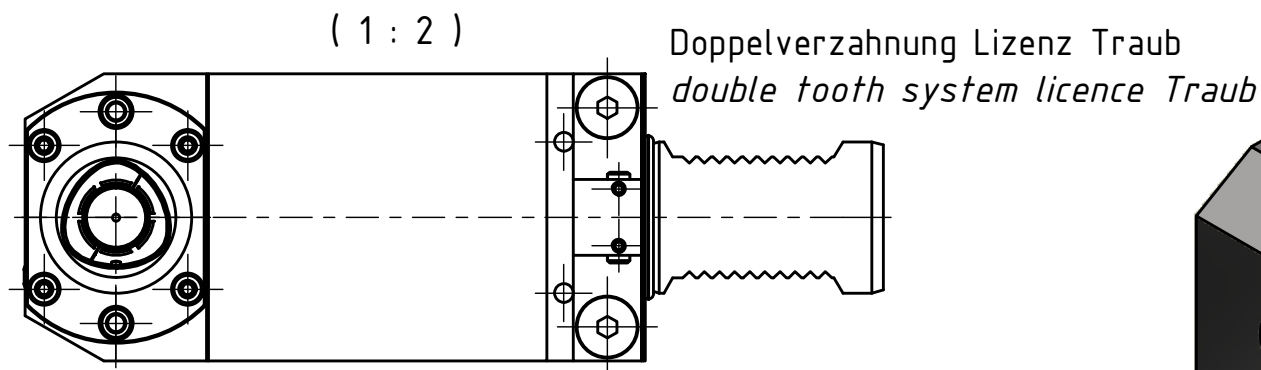 ( 1 : 2 )
Doppelverzahnung Lizenz Traub
double tooth system licence Traub